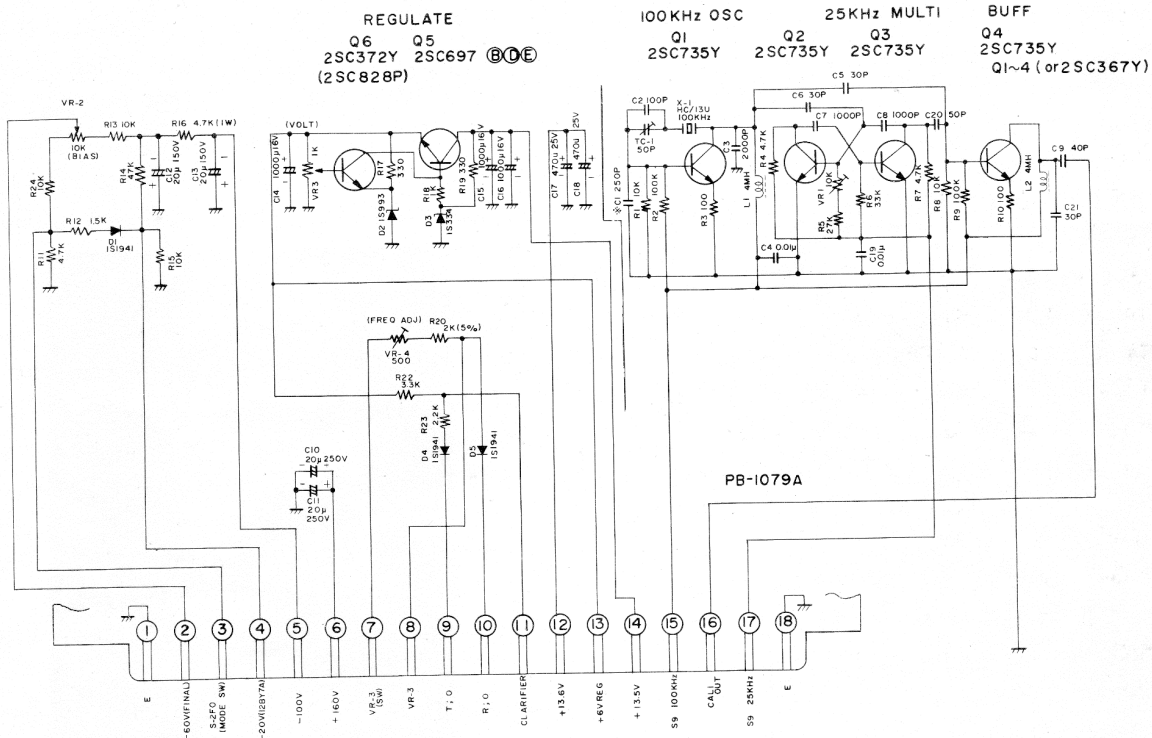 REGULATE
Q6
2SC372Y
(2SC828P)
Q5
2SC697 ⒷⒹⒺ
100KHz OSC
Q1
2SC735Y
25KHz MULTI
Q2
2SC735Y
Q3
2SC735Y
BUFF
Q4
2SC735Y
Q1~4 (or 2SC367Y)
VR-2
10K
(BIAS)
R13 10K
R16 4.7K (1W)
R14
47K
C12
20μ 150V
C13
20μ 150V
R24
10K
R12 1.5K
D1
1S1941
R11
4.7K
R15
10K
(VOLT)
C14 1000μ16V
VR3 1K
R17
330
D2 1S993
R18
1K
D3
1S334
R19 330
C15 1000μ16V
C16 1000μ16V
C17 470μ 25V
C18 470μ 25V
C2 100P
TC-1
50P
X-1
HC/13U
100KHz
※C1 250P
R1 10K
R2 100K
R3 100
C3
2000P
L1 4MH
C5 30P
C6 30P
C7 1000P
C8 1000P
C20 50P
R4 4.7K
VR1
10K
R5
27K
R6
33K
R7 4.7K
R8 10K
R9 100K
C4 0.01μ
C19
0.01μ
R10 100
L2 4MH
C9 40P
C21
30P
(FREQ ADJ)
VR-4
500
R20
2K(5%)
R22
3.3K
R23
2.2K
D4
1S1941
D5
1S1941
C10
20μ 250V
C11
20μ
250V
PB-1079A
1
2
3
4
5
6
7
8
9
10
11
12
13
14
15
16
17
18
E
-60V(FINAL)
S-2FO
(MODE SW)
-20V(12BY7A)
-100V
+160V
VR-3
(SW)
VR-3
T ; O
R ; O
CLARIFIER
+13.6V
+6VREG
+13.5V
S9 100KHz
CALI
OUT
S9 25KHz
E